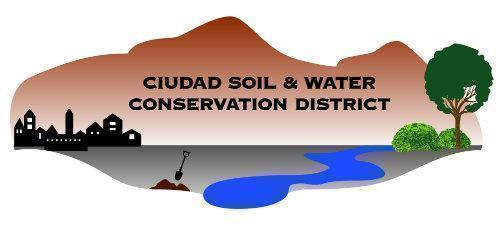 CIUDAD SOIL & WATER
CONSERVATION DISTRICT